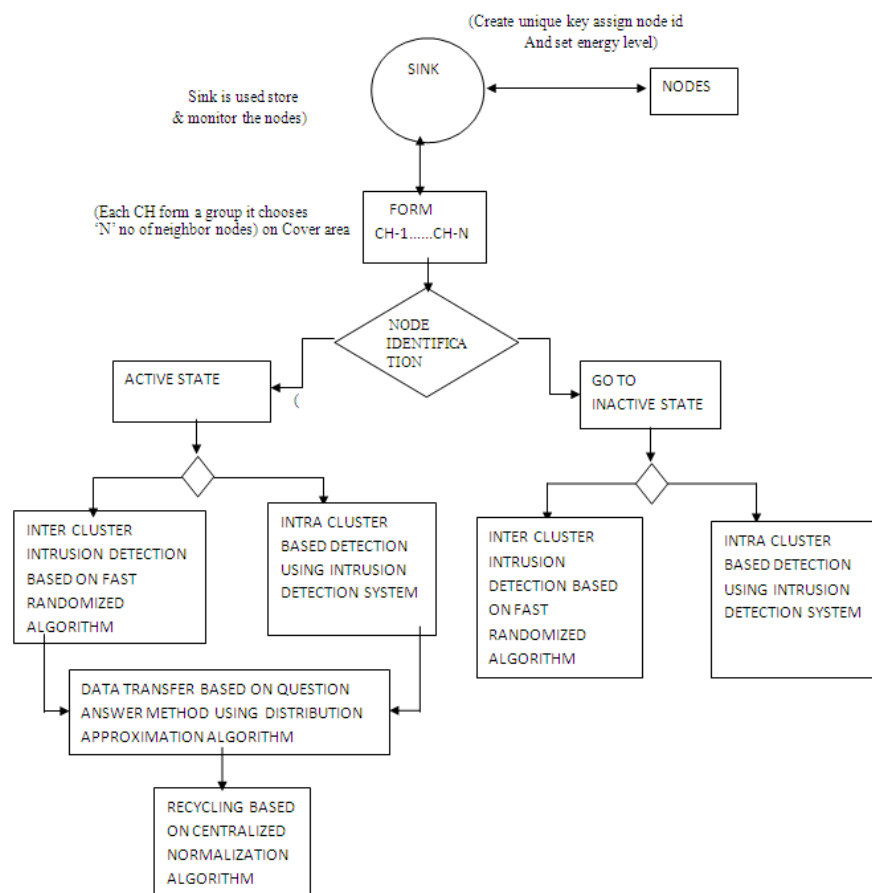 (Create unique key assign node id
And set energy level)
SINK
NODES
Sink is used store
& monitor the nodes)
(Each CH form a group it chooses
‘N’ no of neighbor nodes) on Cover area
FORM
CH-1......CH-N
NODE
IDENTIFICA
TION
ACTIVE STATE
(
GO TO
INACTIVE STATE
INTER CLUSTER
INTRUSION DETECTION
BASED ON FAST
RANDOMIZED
ALGORITHM
INTRA CLUSTER
BASED DETECTION
USING INTRUSION
DETECTION SYSTEM
INTER CLUSTER
INTRUSION
DETECTION BASED
ON FAST
RANDOMIZED
ALGORITHM
INTRA CLUSTER
BASED DETECTION
USING INTRUSION
DETECTION SYSTEM
DATA TRANSFER BASED ON QUESTION
ANSWER METHOD USING DISTRIBUTION
APPROXIMATION ALGORITHM
RECYCLING BASED
ON CENTRALIZED
NORMALIZATION
ALGORITHM